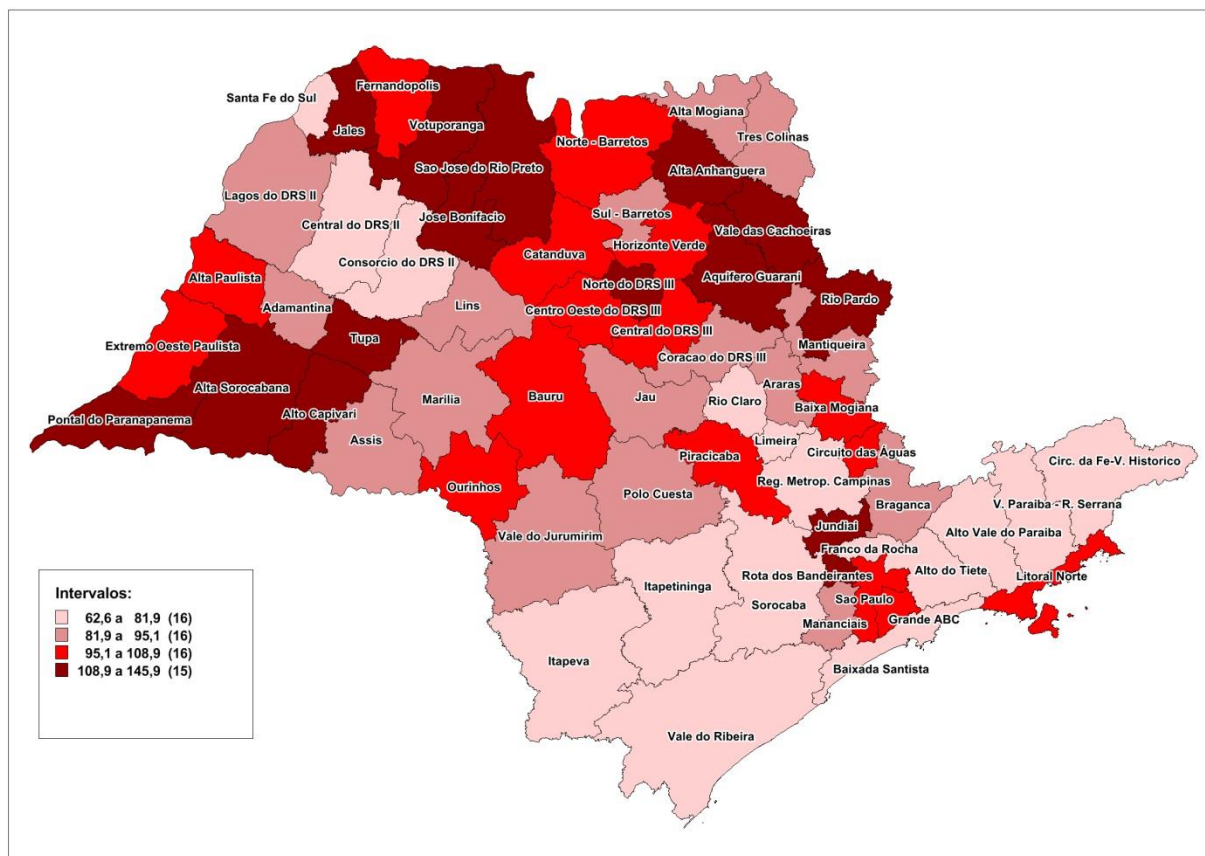 Fernandopolis
Santa Fe do Sul
Alta Mogiana
Votuporanga
Jales
Tres Colinas
Norte - Barretos
Sao Jose do Rio Preto
Alta Anhanguera
Lagos do DRS II
Sul - Barretos
Jose Bonifacio
Central do DRS II
Vale das Cachoeiras
Horizonte Verde
Catanduva
Consorcio do DRS II
Alta Paulista
Aquifero Guarani
Norte do DRS III
Rio Pardo
Adamantina
Lins
Centro Oeste do DRS III
Central do DRS III
Tupa
Extremo Oeste Paulista
Mantiqueira
Coracao do DRS III
Alta Sorocabana
Araras
Marilia
Bauru
Jau
Rio Claro
Baixa Mogiana
Alto Capivari
Pontal do Paranapanema
Assis
Limeira
Circuito das Águas
Piracicaba
Circ. da Fe-V. Historico
Reg. Metrop. Campinas
Ourinhos
Polo Cuesta
Braganca
V. Paraiba - R. Serrana
Jundiai
Vale do Jurumirim
Alto Vale do Paraiba
Franco da Rocha
Alto do Tiete
Itapetininga
Rota dos Bandeirantes
Litoral Norte
Sao Paulo
Sorocaba
Mananciais
Grande ABC
Itapeva
Baixada Santista
Vale do Ribeira
Intervalos:
62,6 a 81,9 (16)
81,9 a 95,1 (16)
95,1 a 108,9 (16)
108,9 a 145,9 (15)